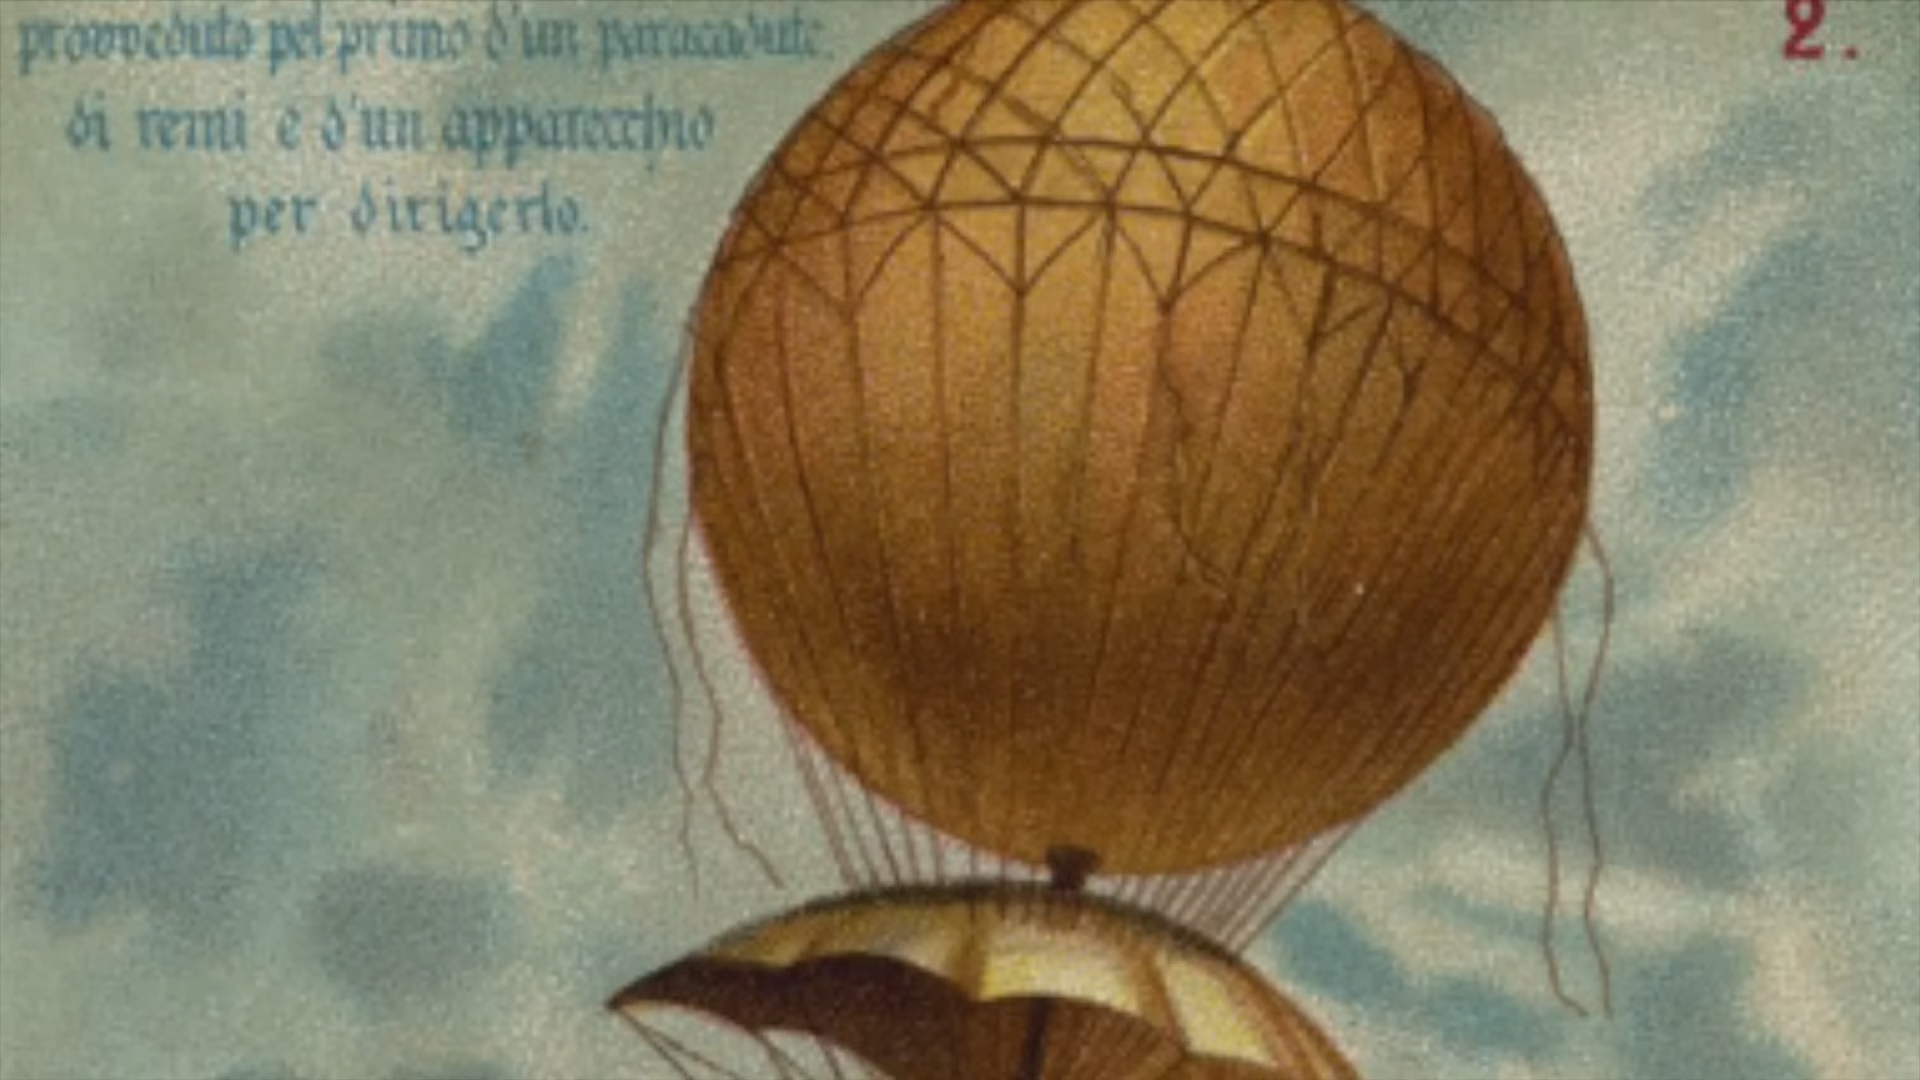 provveduto pel primo d'un paracadute.
di remi e d'un apparecchio
per dirigerlo.
2.